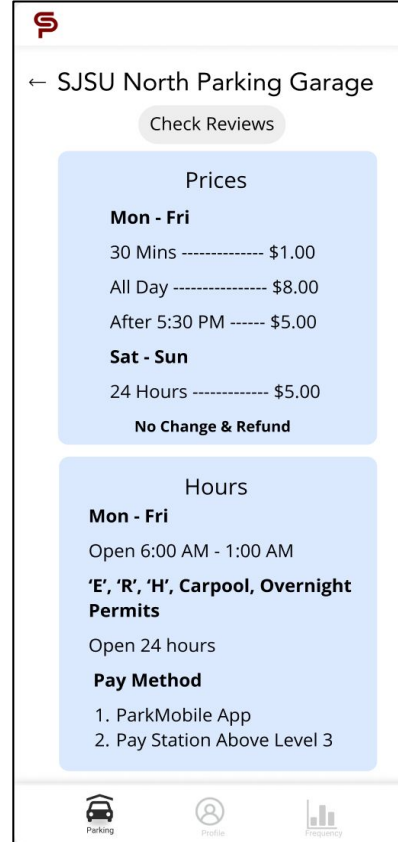 SP
← SJSU North Parking Garage
Check Reviews
Prices
Mon - Fri
30 Mins -------------- $1.00
All Day ---------------- $8.00
After 5:30 PM ------ $5.00
Sat - Sun
24 Hours ------------- $5.00
No Change & Refund
Hours
Mon - Fri
Open 6:00 AM - 1:00 AM
‘E’, ‘R’, ‘H’, Carpool, Overnight
Permits
Open 24 hours
Pay Method
1. ParkMobile App
2. Pay Station Above Level 3
Parking Profile Frequency